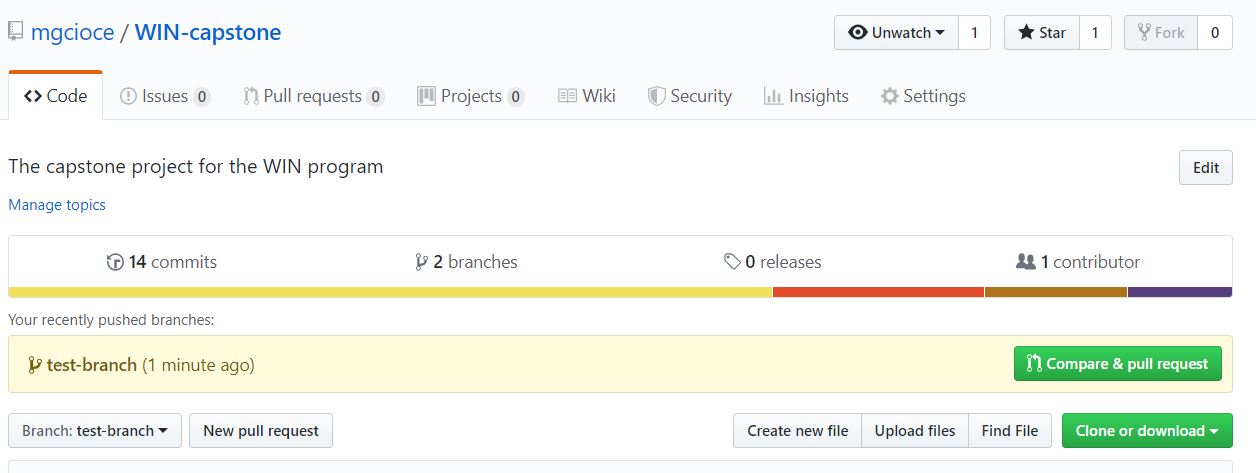 mgcioce / WIN-capstone Unwatch 1 Star 1 Fork 0
Code Issues 0 Pull requests 0 Projects 0 Wiki Security Insights Settings
The capstone project for the WIN program Edit
Manage topics
14 commits 2 branches 0 releases 1 contributor
Your recently pushed branches:
test-branch (1 minute ago) Compare & pull request
Branch: test-branch New pull request Create new file Upload files Find File Clone or download